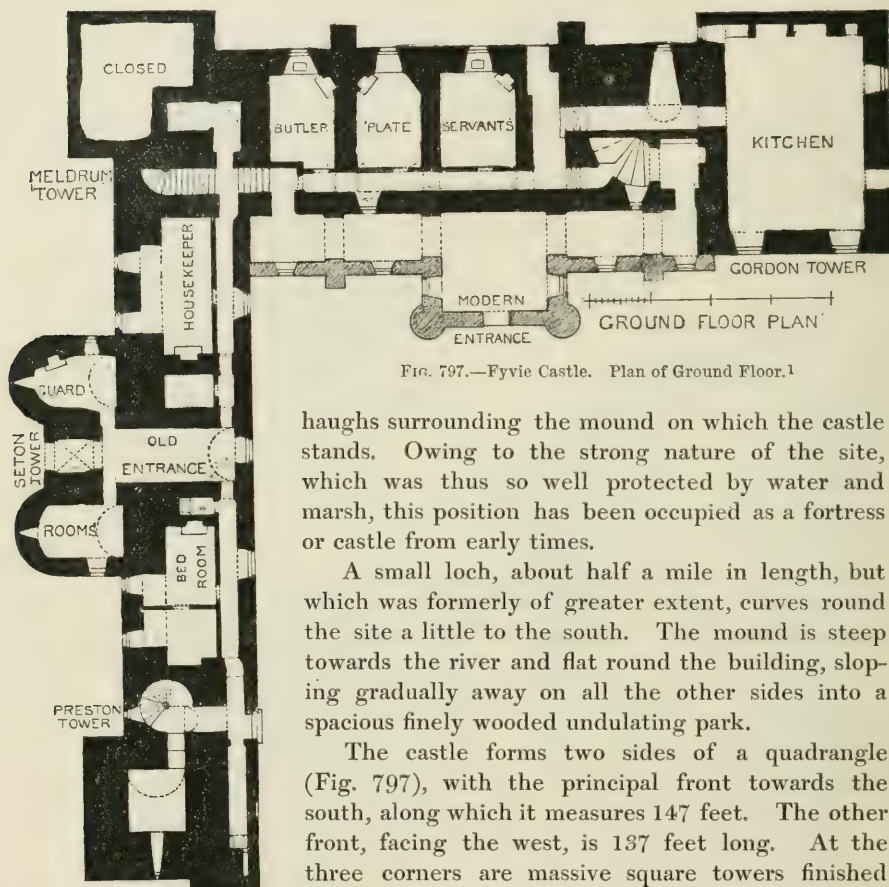 CLOSED
BUTLER
PLATE
SERVANTS
KITCHEN
MELDRUM
TOWER
HOUSEKEEPER
GORDON TOWER
MODERN
ENTRANCE
GROUND FLOOR PLAN
GUARD
SETON
TOWER
OLD
ENTRANCE
ROOMS
BED
ROOM
PRESTON
TOWER
FIG. 797.—Fyvie Castle. Plan of Ground Floor.¹
haughs surrounding the mound on which the castle
stands. Owing to the strong nature of the site,
which was thus so well protected by water and
marsh, this position has been occupied as a fortress
or castle from early times.
A small loch, about half a mile in length, but
which was formerly of greater extent, curves round
the site a little to the south. The mound is steep
towards the river and flat round the building, slop-
ing gradually away on all the other sides into a
spacious finely wooded undulating park.
The castle forms two sides of a quadrangle
(Fig. 797), with the principal front towards the
south, along which it measures 147 feet. The other
front, facing the west, is 137 feet long. At the
three corners are massive square towers finished